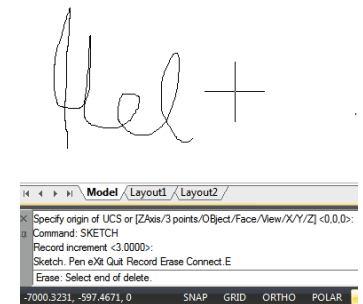 Model Layout1 Layout2
Specify origin of UCS or [ZAxis/3 points/OBject/Face/View/X/Y/Z] <0,0,0>:
Command: SKETCH
Record increment <3.0000>:
Sketch. Pen eXit Quit Record Erase Connect.E
Erase: Select end of delete.
-7000.3231, -597.4671, 0 SNAP GRID ORTHO POLAR